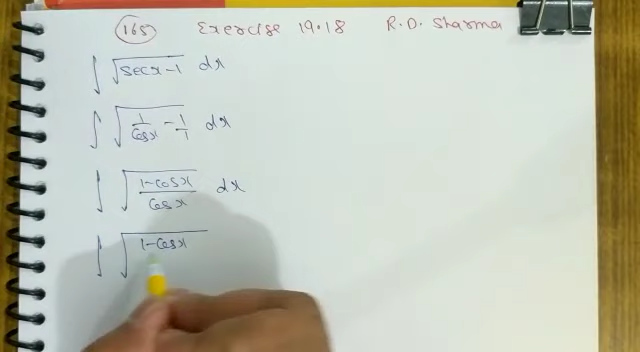 165 Exercise 19.18 R.D. Sharma
∫ √(secx-1) dx
∫ √(1/Cosx - 1/1) dx
∫ √((1-cosx)/Cosx) dx
∫ √(1-Cosx